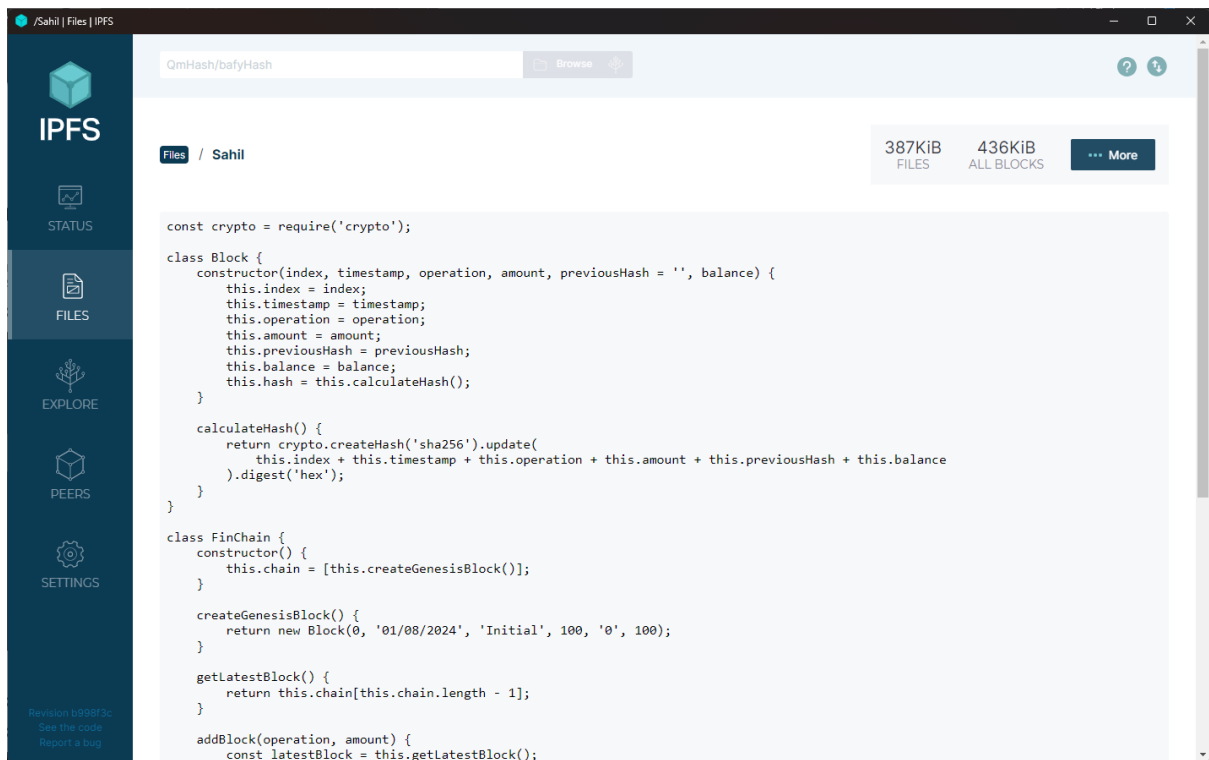 /Sahil | Files | IPFS
QmHash/bafyHash
Browse
IPFS
Files / Sahil
387KiB
FILES
436KiB
ALL BLOCKS
··· More
STATUS
FILES
EXPLORE
PEERS
SETTINGS
Revision b998f3c
See the code
Report a bug
const crypto = require('crypto');
class Block {
    constructor(index, timestamp, operation, amount, previousHash = '', balance) {
        this.index = index;
        this.timestamp = timestamp;
        this.operation = operation;
        this.amount = amount;
        this.previousHash = previousHash;
        this.balance = balance;
        this.hash = this.calculateHash();
    }
    calculateHash() {
        return crypto.createHash('sha256').update(
            this.index + this.timestamp + this.operation + this.amount + this.previousHash + this.balance
        ).digest('hex');
    }
}
class FinChain {
    constructor() {
        this.chain = [this.createGenesisBlock()];
    }
    createGenesisBlock() {
        return new Block(0, '01/08/2024', 'Initial', 100, '0', 100);
    }
    getLatestBlock() {
        return this.chain[this.chain.length - 1];
    }
    addBlock(operation, amount) {
        const latestBlock = this.getLatestBlock();